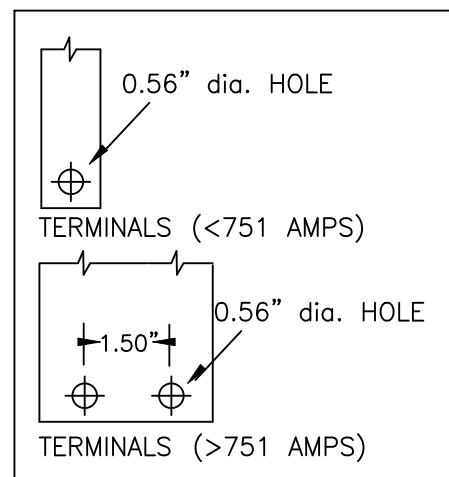 0.56” dia. HOLE
TERMINALS (<751 AMPS)
0.56” dia. HOLE
1.50”
TERMINALS (>751 AMPS)